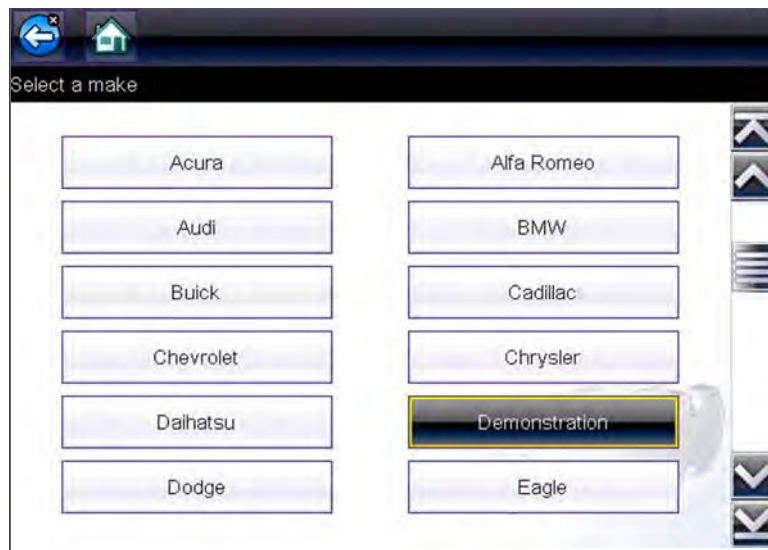 Select a make
Acura
Alfa Romeo
Audi
BMW
Buick
Cadillac
Chevrolet
Chrysler
Daihatsu
Demonstration
Dodge
Eagle